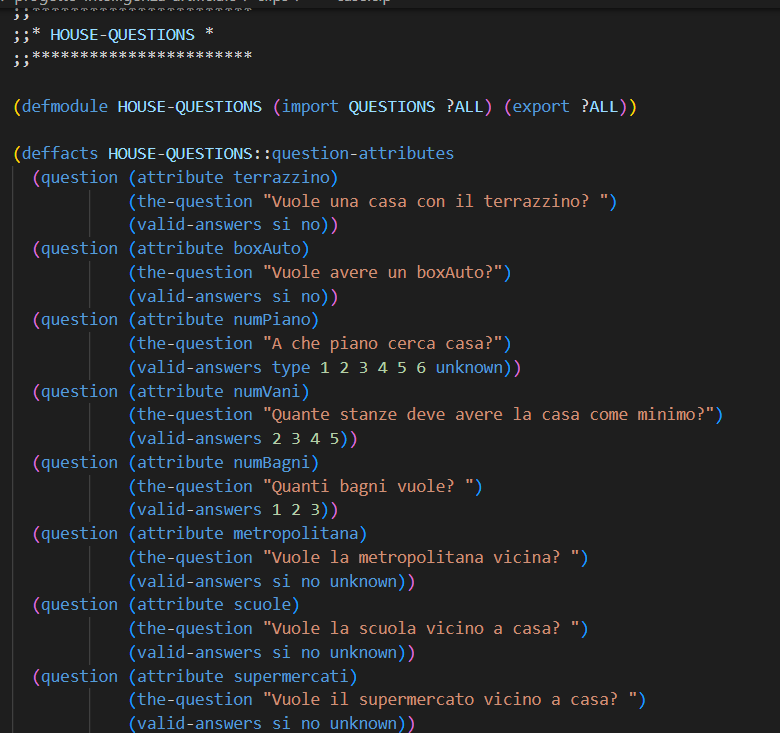 ;;***********************
;;* HOUSE-QUESTIONS *
;;***********************
(defmodule HOUSE-QUESTIONS (import QUESTIONS ?ALL) (export ?ALL))
(deffacts HOUSE-QUESTIONS::question-attributes
(question (attribute terrazzino)
(the-question "Vuole una casa con il terrazzino? ")
(valid-answers si no))
(question (attribute boxAuto)
(the-question "Vuole avere un boxAuto?")
(valid-answers si no))
(question (attribute numPiano)
(the-question "A che piano cerca casa?")
(valid-answers type 1 2 3 4 5 6 unknown))
(question (attribute numVani)
(the-question "Quante stanze deve avere la casa come minimo?")
(valid-answers 2 3 4 5))
(question (attribute numBagni)
(the-question "Quanti bagni vuole? ")
(valid-answers 1 2 3))
(question (attribute metropolitana)
(the-question "Vuole la metropolitana vicina? ")
(valid-answers si no unknown))
(question (attribute scuole)
(the-question "Vuole la scuola vicino a casa? ")
(valid-answers si no unknown))
(question (attribute supermercati)
(the-question "Vuole il supermercato vicino a casa? ")
(valid-answers si no unknown))